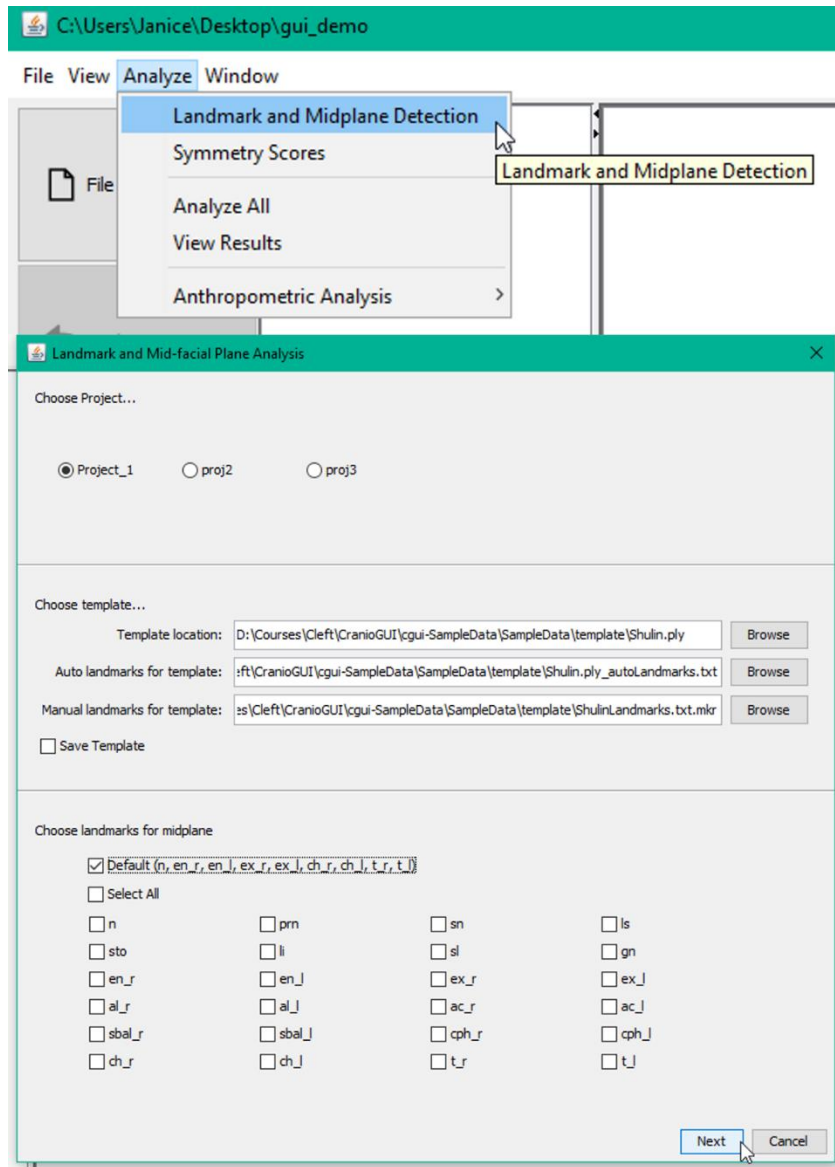 C:\Users\Janice\Desktop\gui_demo
File View Analyze Window
Landmark and Midplane Detection
Symmetry Scores
Landmark and Midplane Detection
File
Analyze All
View Results
Anthropometric Analysis >
Landmark and Mid-facial Plane Analysis
Choose Project...
Project_1 proj2 proj3
Choose template...
Template location: D:\Courses\Cleft\CranioGUI\cgui-SampleData\SampleData\template\Shulin.ply Browse
Auto landmarks for template: eft\CranioGUI\cgui-SampleData\SampleData\template\Shulin.ply_autoLandmarks.txt Browse
Manual landmarks for template: es\Cleft\CranioGUI\cgui-SampleData\SampleData\template\ShulinLandmarks.txt.mkr Browse
Save Template
Choose landmarks for midplane
Default (n, en_r, en_l, ex_r, ex_l, ch_r, ch_l, t_r, t_l)
Select All
n prn sn ls
sto li sl gn
en_r en_l ex_r ex_l
al_r al_l ac_r ac_l
sbal_r sbal_l cph_r cph_l
ch_r ch_l t_r t_l
Next Cancel